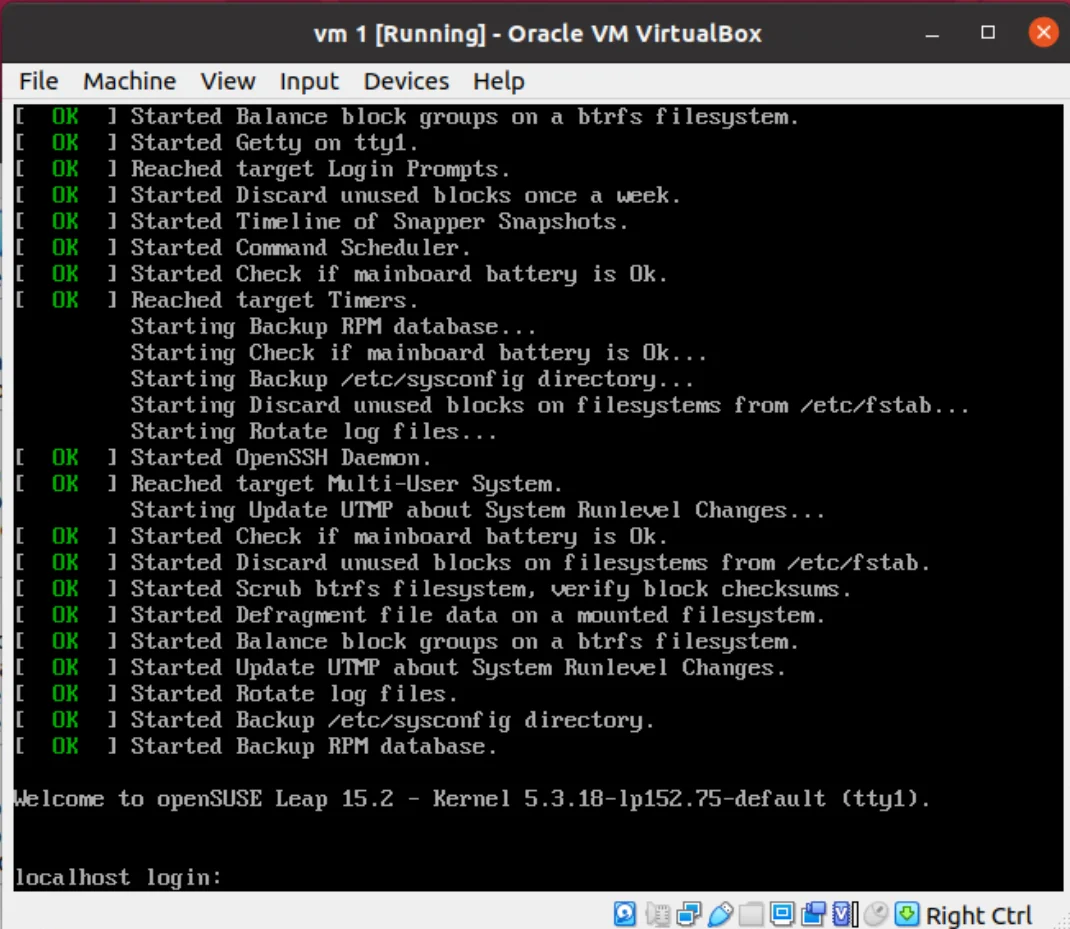 vm 1 [Running] - Oracle VM VirtualBox
File Machine View Input Devices Help
[  OK  ] Started Balance block groups on a btrfs filesystem.
[  OK  ] Started Getty on tty1.
[  OK  ] Reached target Login Prompts.
[  OK  ] Started Discard unused blocks once a week.
[  OK  ] Started Timeline of Snapper Snapshots.
[  OK  ] Started Command Scheduler.
[  OK  ] Started Check if mainboard battery is Ok.
[  OK  ] Reached target Timers.
Starting Backup RPM database...
Starting Check if mainboard battery is Ok...
Starting Backup /etc/sysconfig directory...
Starting Discard unused blocks on filesystems from /etc/fstab...
Starting Rotate log files...
[  OK  ] Started OpenSSH Daemon.
[  OK  ] Reached target Multi-User System.
Starting Update UTMP about System Runlevel Changes...
[  OK  ] Started Check if mainboard battery is Ok.
[  OK  ] Started Discard unused blocks on filesystems from /etc/fstab.
[  OK  ] Started Scrub btrfs filesystem, verify block checksums.
[  OK  ] Started Defragment file data on a mounted filesystem.
[  OK  ] Started Balance block groups on a btrfs filesystem.
[  OK  ] Started Update UTMP about System Runlevel Changes.
[  OK  ] Started Rotate log files.
[  OK  ] Started Backup /etc/sysconfig directory.
[  OK  ] Started Backup RPM database.
Welcome to openSUSE Leap 15.2 - Kernel 5.3.18-lp152.75-default (tty1).
localhost login:
Right Ctrl